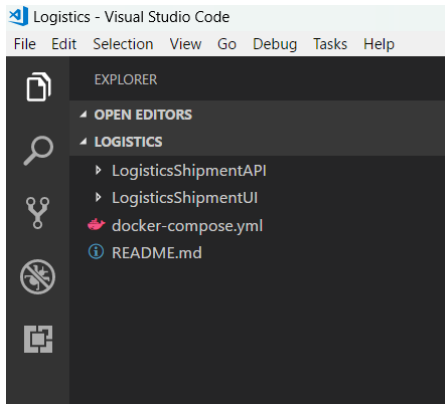 Logistics - Visual Studio Code
File Edit Selection View Go Debug Tasks Help
EXPLORER
OPEN EDITORS
LOGISTICS
LogisticsShipmentAPI
LogisticsShipmentUI
docker-compose.yml
README.md